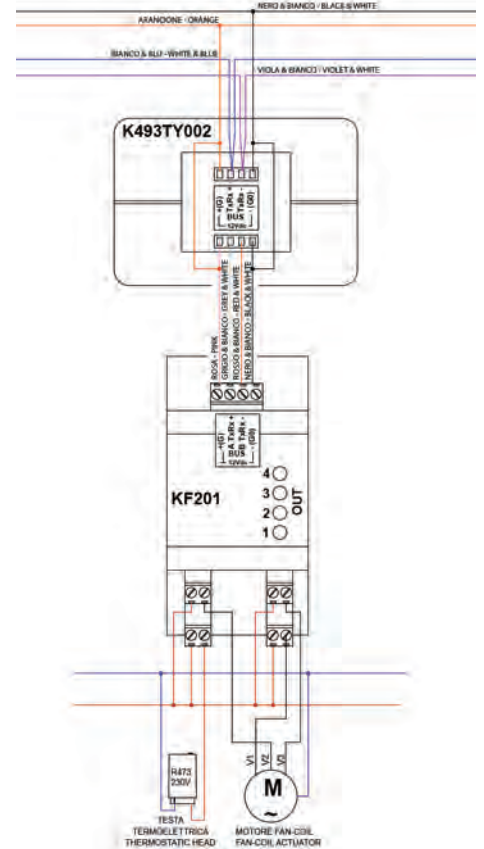 NERO & BIANCO / BLACK & WHITE
ARANCIONE - ORANGE
BIANCO & BLU - WHITE & BLUE
VIOLA & BIANCO / VIOLET & WHITE
K493TY002
+(G)
TxRx +
TxRx -
-(G0)
BUS
12Vdc
ROSA - PINK
GRIGIO & BIANCO - GREY & WHITE
ROSSO & BIANCO - RED & WHITE
NERO & BIANCO - BLACK & WHITE
+(G)
A TxRx +
B TxRx -
-(G0)
BUS
12Vdc
KF201
4
3
2
1
OUT
V1
V2
V3
R473
230V
M
~
TESTA
TERMOELETTRICA
THERMOSTATIC HEAD
MOTORE FAN-COIL
FAN-COIL ACTUATOR